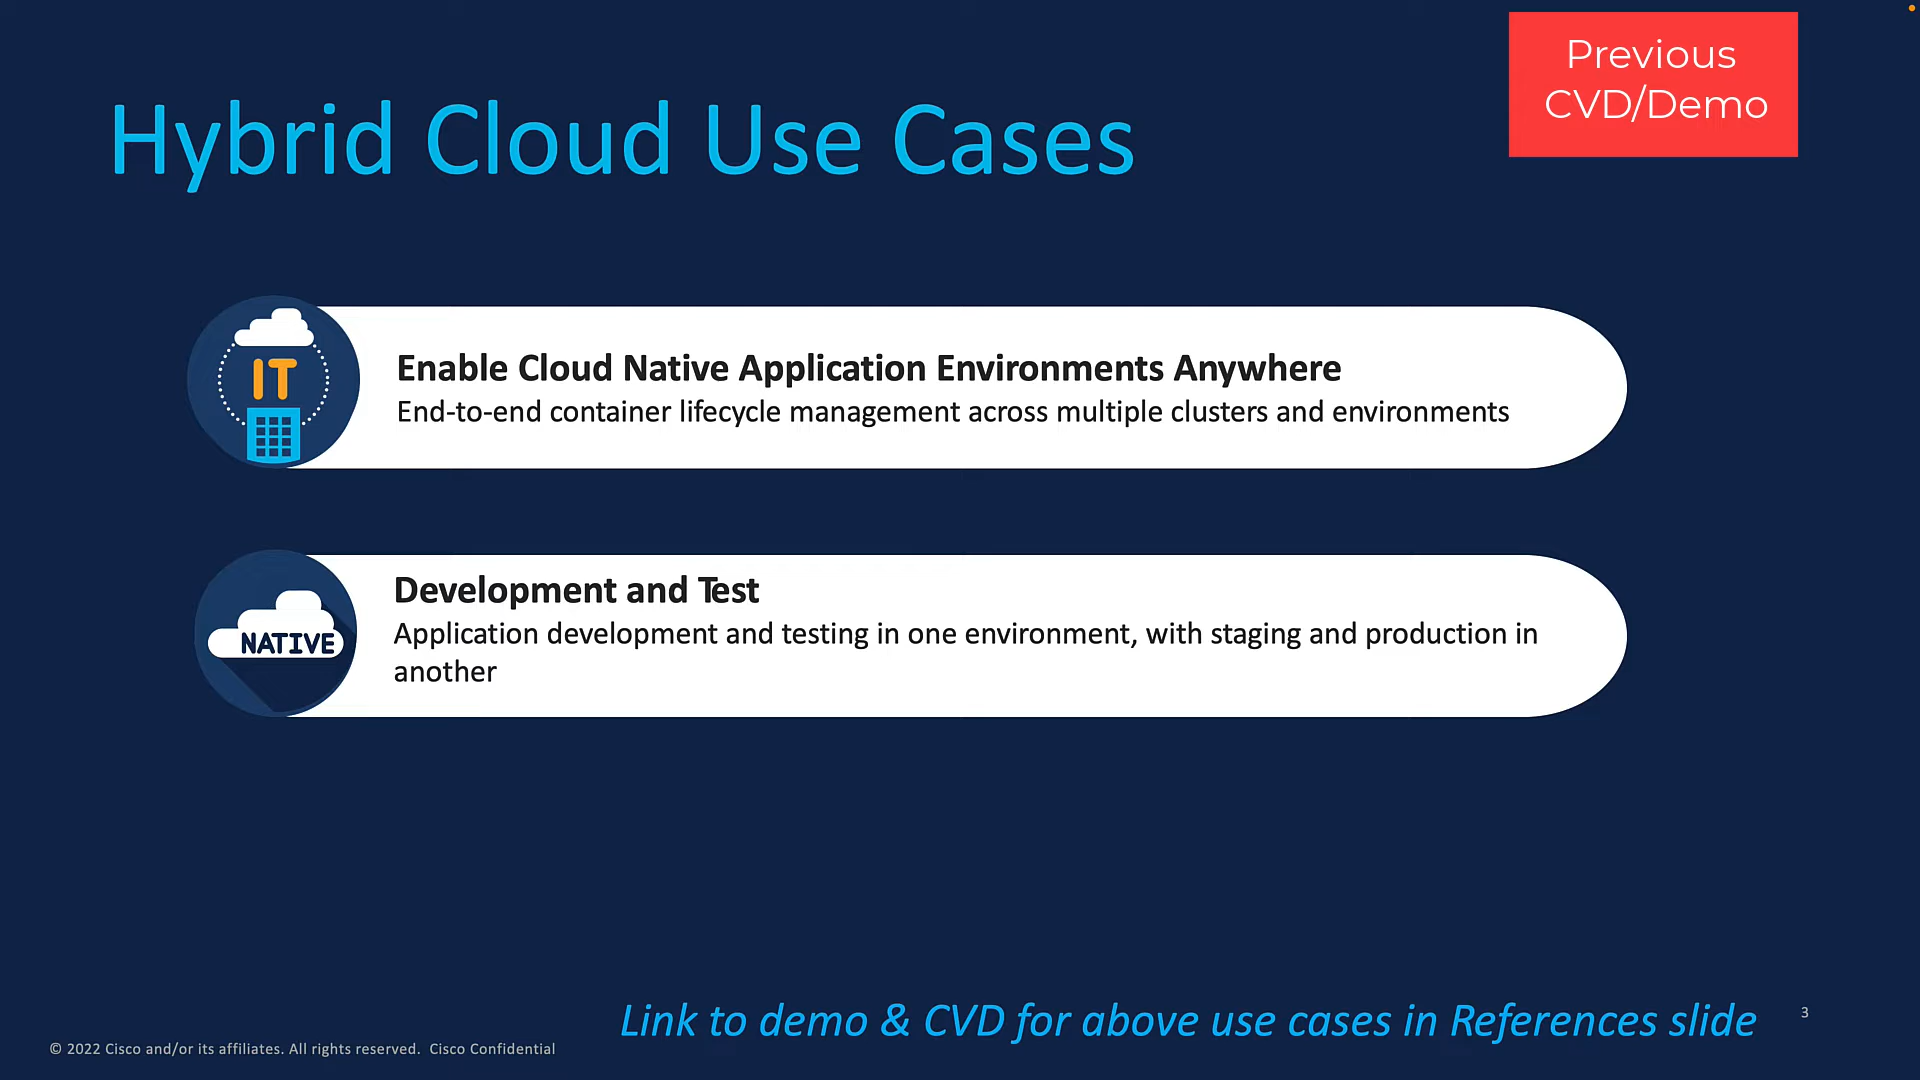 Previous
CVD/Demo
Hybrid Cloud Use Cases
IT
Enable Cloud Native Application Environments Anywhere
End-to-end container lifecycle management across multiple clusters and environments
NATIVE
Development and Test
Application development and testing in one environment, with staging and production in
another
Link to demo & CVD for above use cases in References slide
3
© 2022 Cisco and/or its affiliates. All rights reserved. Cisco Confidential